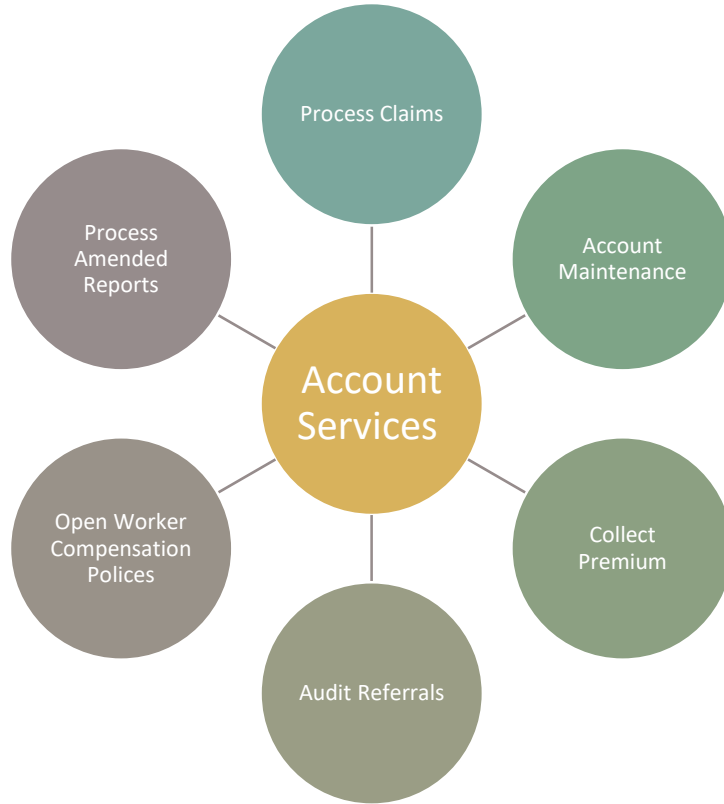 Process Claims
Account
Maintenance
Collect
Premium
Audit Referrals
Open Worker
Compensation
Polices
Process
Amended
Reports
Account
Services